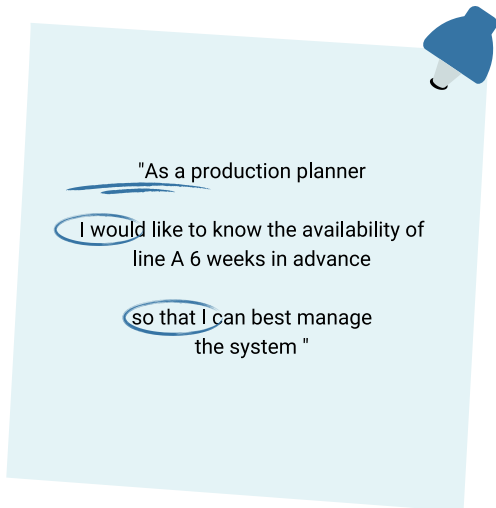 "As a production planner
I would like to know the availability of
line A 6 weeks in advance
so that I can best manage
the system "